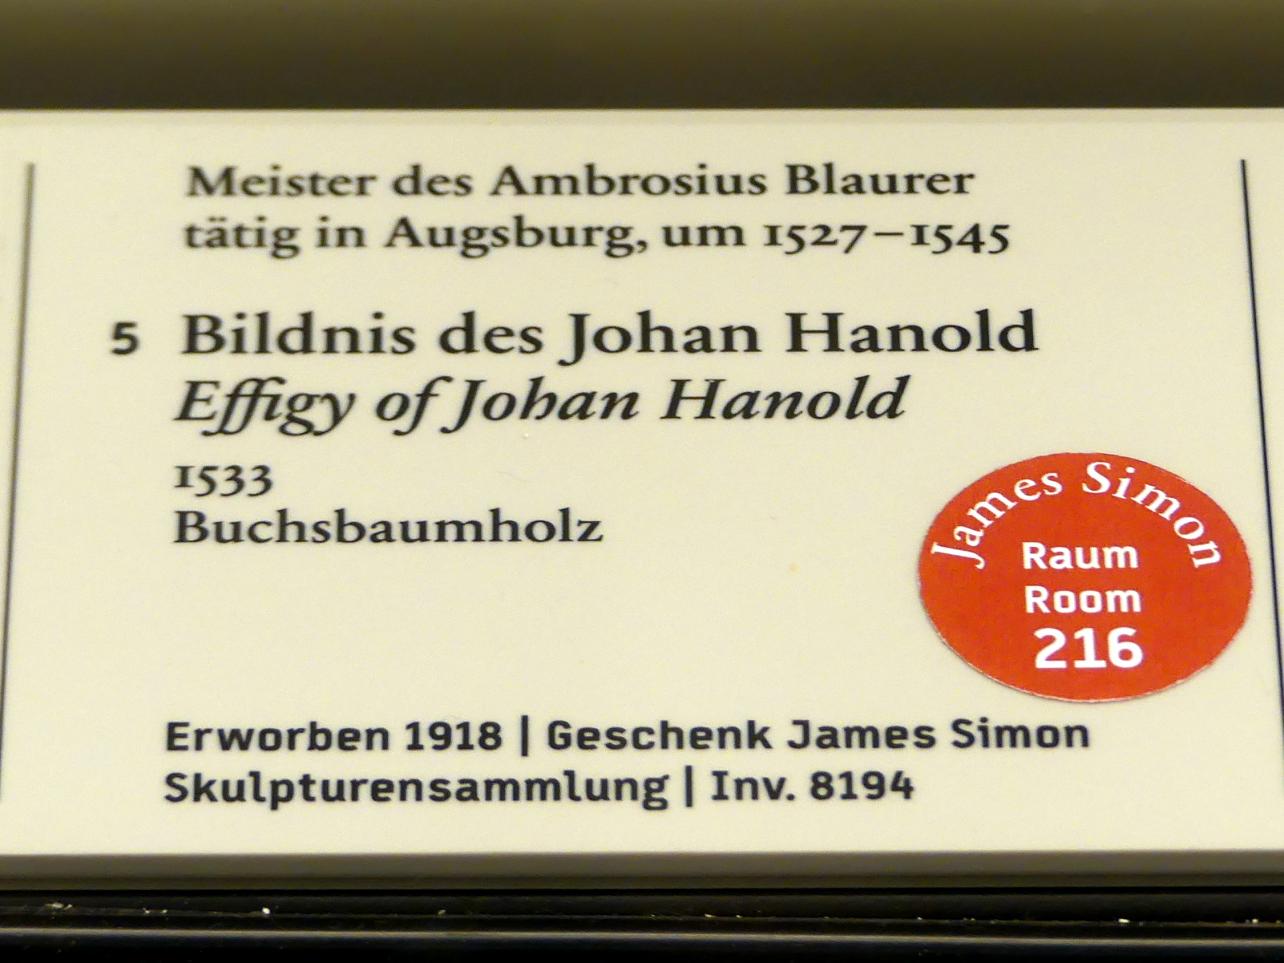 Meister des Ambrosius Blaurer
tätig in Augsburg, um 1527–1545
5 Bildnis des Johan Hanold
Effigy of Johan Hanold
1533
Buchsbaumholz
James Simon
Raum
Room
216
Erworben 1918 | Geschenk James Simon
Skulpturensammlung | Inv. 8194